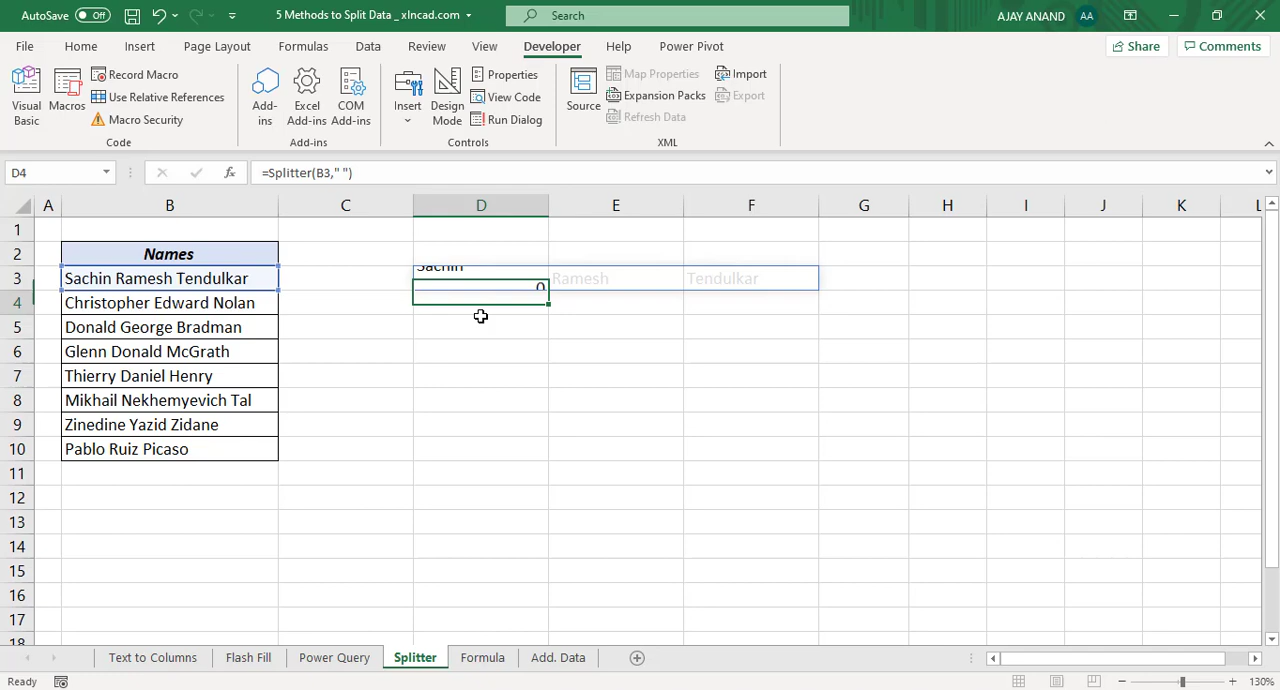 AutoSave Off 5 Methods to Split Data _ xlncad.com Search AJAY ANAND AA
File Home Insert Page Layout Formulas Data Review View Developer Help Power Pivot Share Comments
Visual Basic Macros Record Macro Use Relative References Macro Security Add-ins Excel Add-ins COM Add-ins Insert Design Mode Properties View Code Run Dialog Source Map Properties Expansion Packs Refresh Data Import Export
Code Add-ins Controls XML
D4 fx =Splitter(B3," ")
A B C D E F G H I J K L
1
2 Names
3 Sachin Ramesh Tendulkar Sachin Ramesh Tendulkar
4 Christopher Edward Nolan 0
5 Donald George Bradman
6 Glenn Donald McGrath
7 Thierry Daniel Henry
8 Mikhail Nekhemyevich Tal
9 Zinedine Yazid Zidane
10 Pablo Ruiz Picaso
11
12
13
14
15
16
17
18
Text to Columns Flash Fill Power Query Splitter Formula Add. Data
Ready 130%